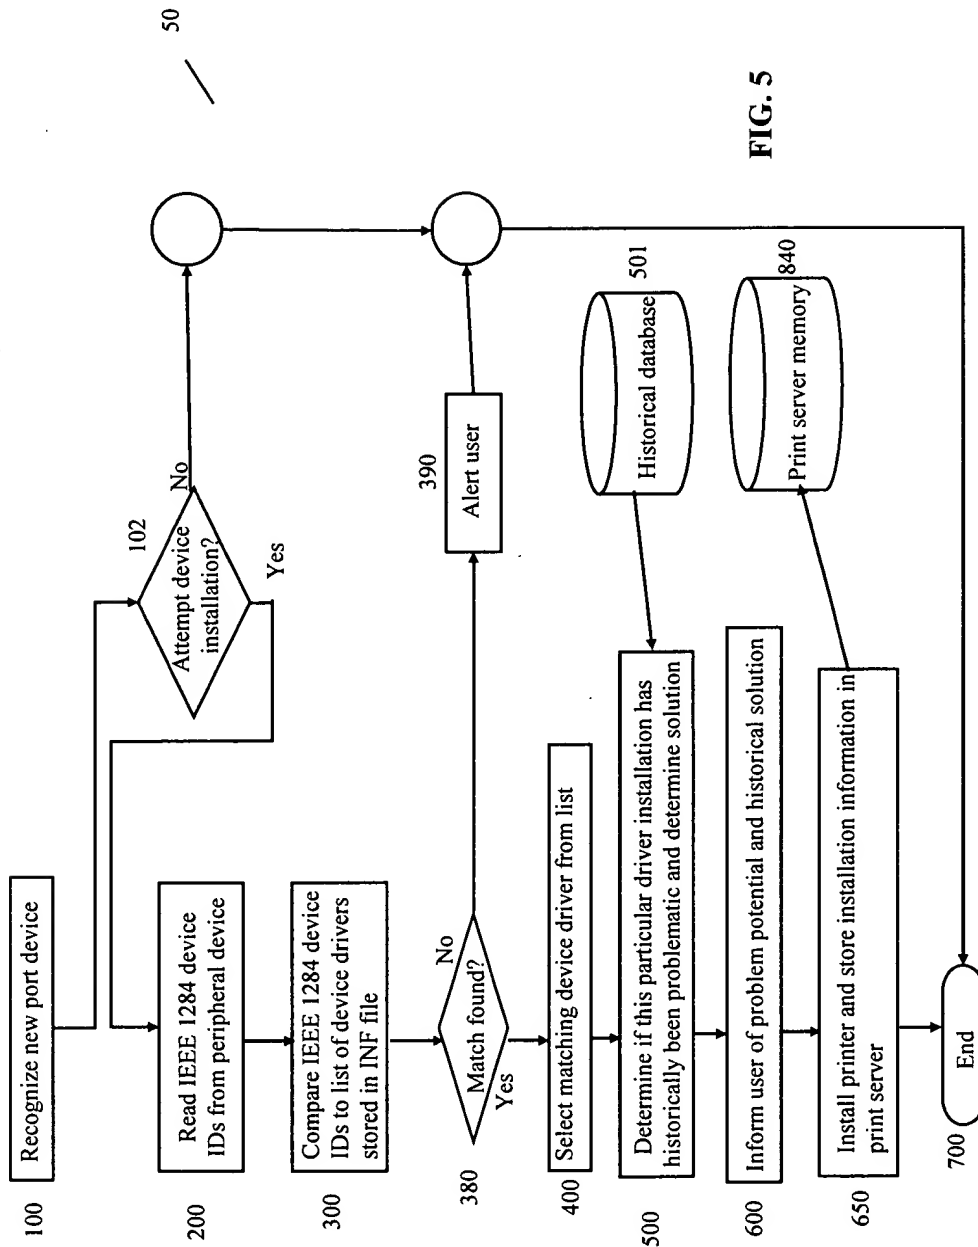 50
100
Recognize new port device
102
Attempt device
installation?
No
Yes
200
Read IEEE 1284 device
IDs from peripheral device
300
Compare IEEE 1284 device
IDs to list of device drivers
stored in INF file
380
Match found?
No
Yes
390
Alert user
400
Select matching device driver from list
500
Determine if this particular driver installation has
historically been problematic and determine solution
501
Historical database
600
Inform user of problem potential and historical solution
650
Install printer and store installation information in
print server
840
Print server memory
700
End
FIG. 5